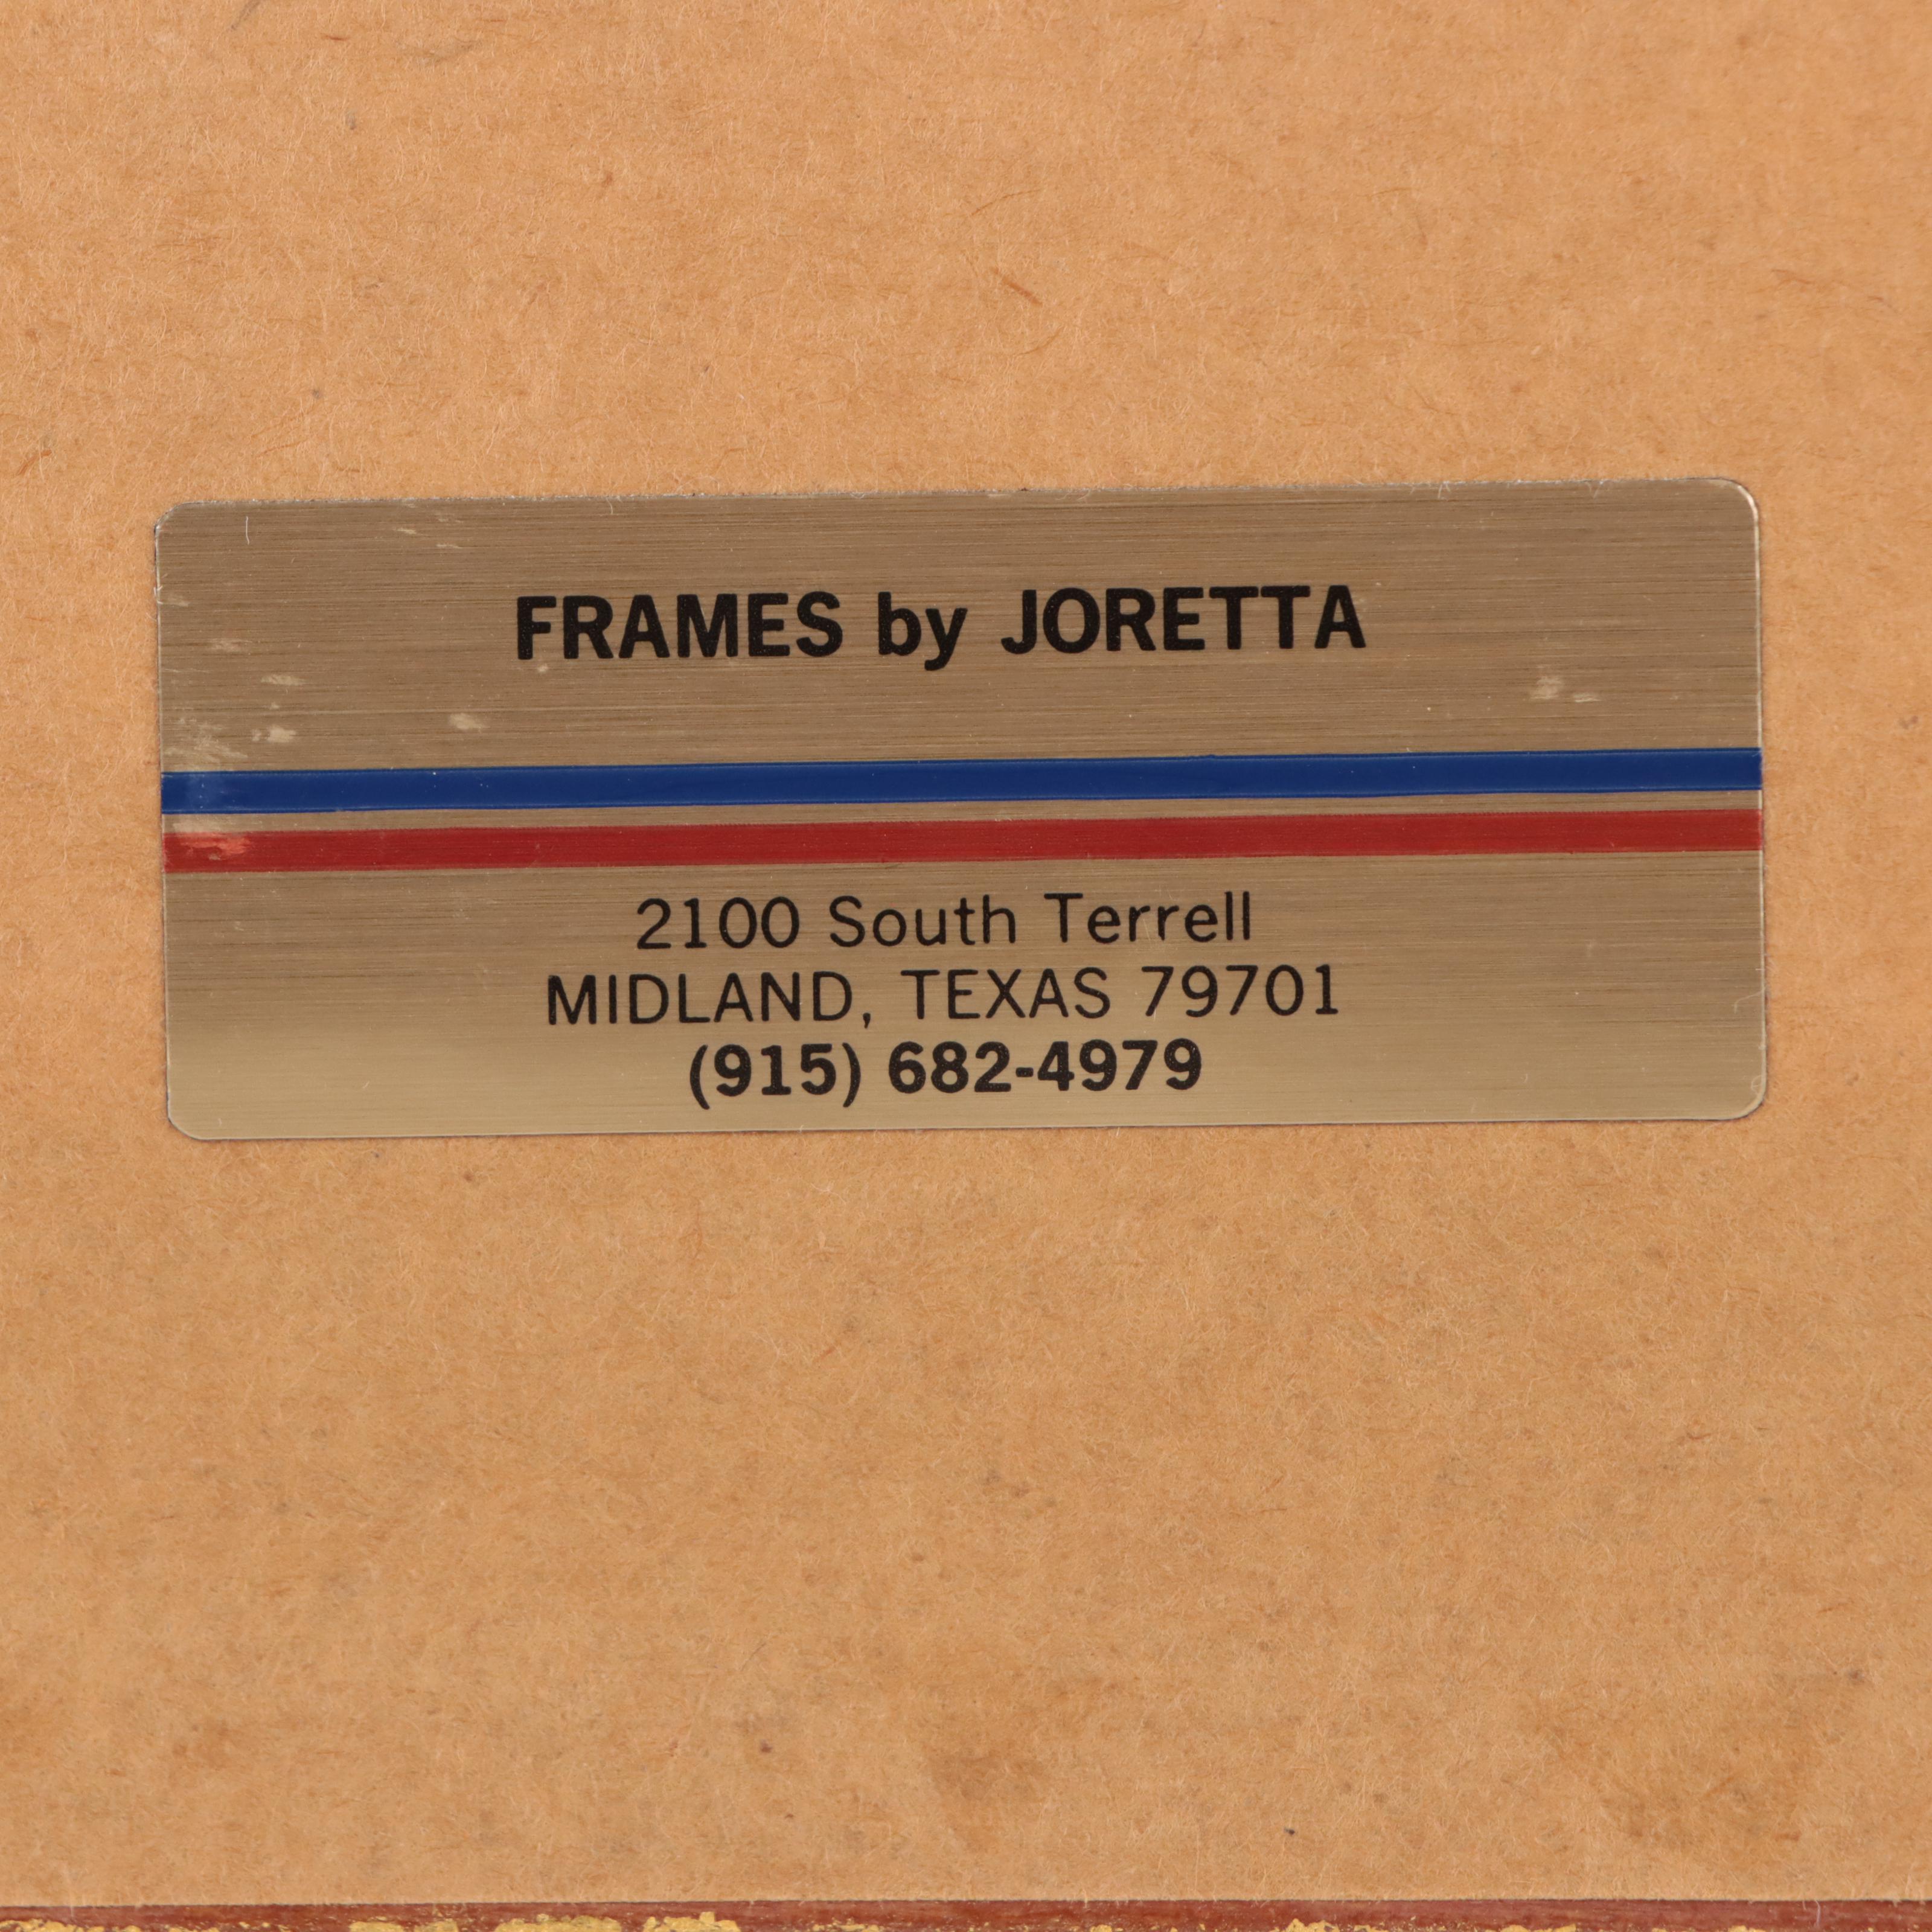 FRAMES by JORETTA
2100 South Terrell
MIDLAND, TEXAS 79701
(915) 682-4979